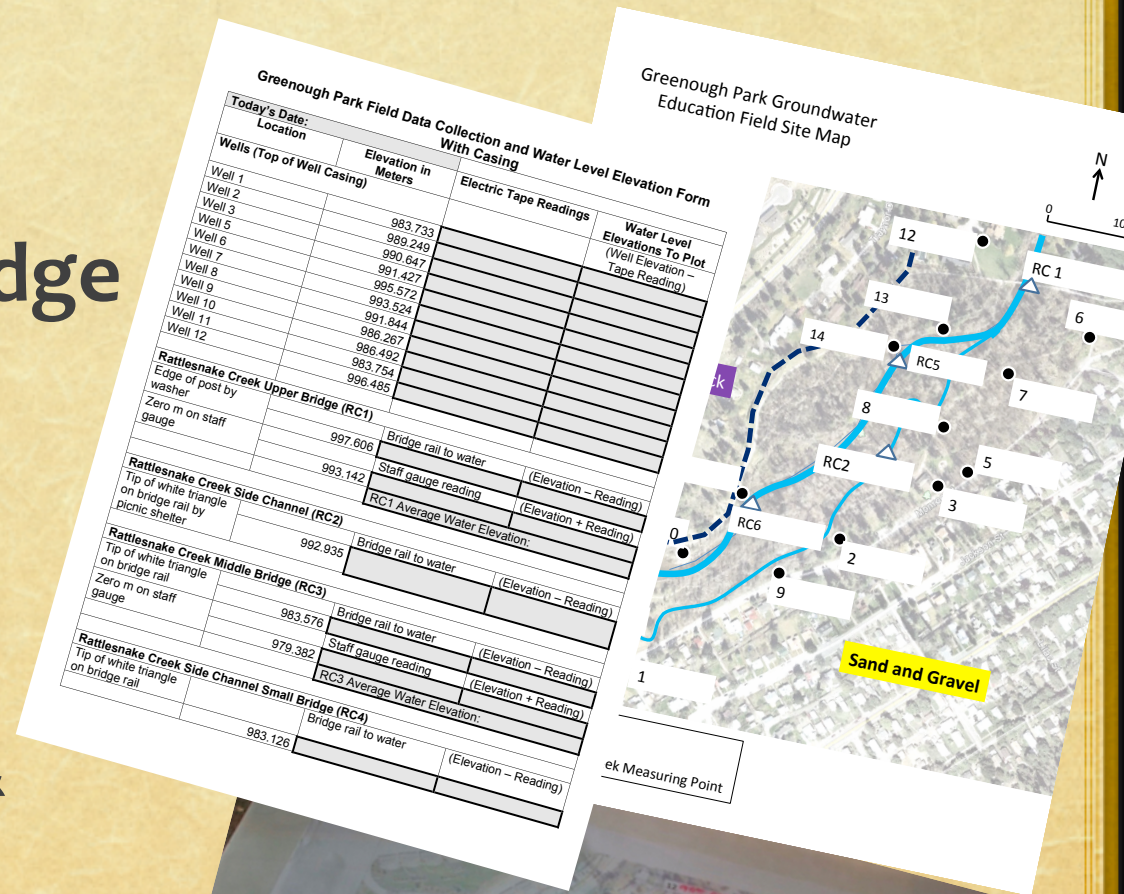 dge
Greenough Park Field Data Collection and Water Level Elevation Form
With Casing
Today's Date:
Location
Elevation in
Meters
Electric Tape Readings
Water Level
Elevations To Plot
(Well Elevation –
Tape Reading)
Wells (Top of Well Casing)
Well 1 983.733
Well 2 989.249
Well 3 990.647
Well 5 991.427
Well 6 995.572
Well 7 993.524
Well 8 991.844
Well 9 986.267
Well 10 986.492
Well 11 983.754
Well 12 996.485
Rattlesnake Creek Upper Bridge (RC1)
Edge of post by
washer
997.606
Bridge rail to water
(Elevation – Reading)
Zero m on staff
gauge
993.142
Staff gauge reading
(Elevation + Reading)
RC1 Average Water Elevation:
Rattlesnake Creek Side Channel (RC2)
Tip of white triangle
on bridge rail by
picnic shelter
992.935
Bridge rail to water
(Elevation – Reading)
Rattlesnake Creek Middle Bridge (RC3)
Tip of white triangle
on bridge rail
983.576
Bridge rail to water
(Elevation – Reading)
Zero m on staff
gauge
979.382
Staff gauge reading
(Elevation + Reading)
RC3 Average Water Elevation:
Rattlesnake Creek Side Channel Small Bridge (RC4)
Tip of white triangle
on bridge rail
983.126
Bridge rail to water
(Elevation – Reading)
Greenough Park Groundwater
Education Field Site Map
N
0
10
12
RC 1
13
6
14
RC5
7
ck
8
RC2
5
3
RC6
0
2
9
Sand and Gravel
1
ek Measuring Point